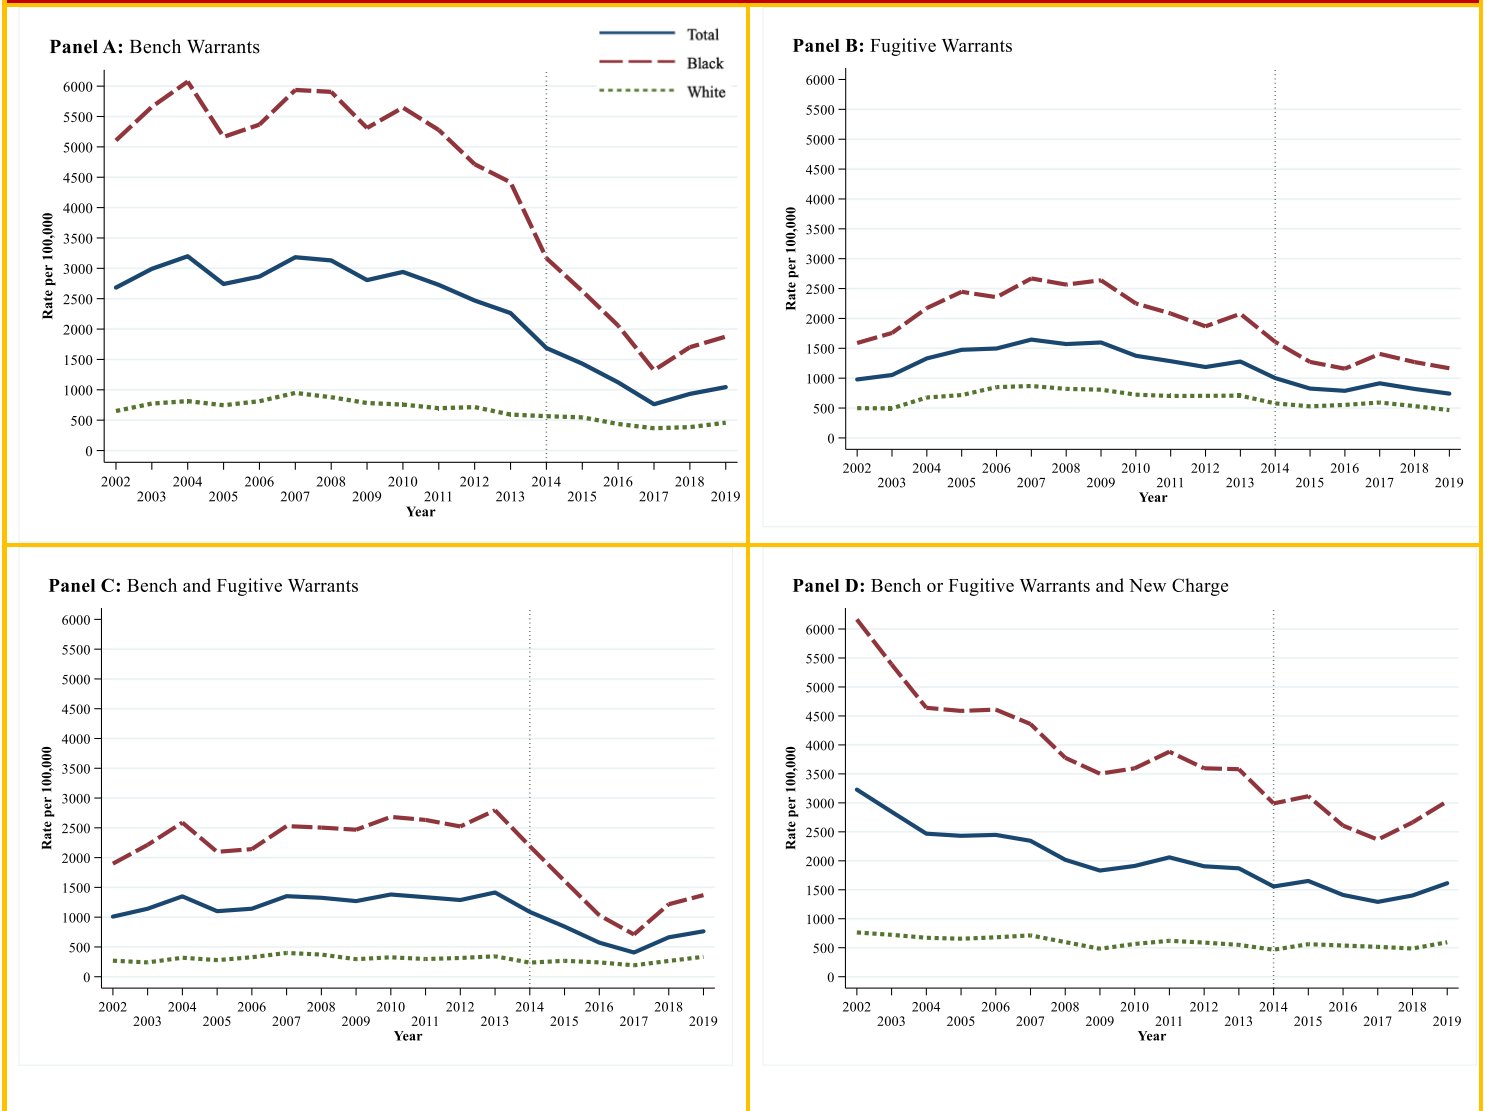 Panel A: Bench Warrants
Total
Black
White
6000
5500
5000
4500
4000
3500
3000
2500
2000
1500
1000
500
0
Rate per 100,000
2002 2004 2006 2008 2010 2012 2014 2016 2018
2003 2005 2007 2009 2011 2013 2015 2017 2019
Year
Panel B: Fugitive Warrants
6000
5500
5000
4500
4000
3500
3000
2500
2000
1500
1000
500
0
Rate per 100,000
2002 2004 2006 2008 2010 2012 2014 2016 2018
2003 2005 2007 2009 2011 2013 2015 2017 2019
Year
Panel C: Bench and Fugitive Warrants
6000
5500
5000
4500
4000
3500
3000
2500
2000
1500
1000
500
0
Rate per 100,000
2002 2004 2006 2008 2010 2012 2014 2016 2018
2003 2005 2007 2009 2011 2013 2015 2017 2019
Year
Panel D: Bench or Fugitive Warrants and New Charge
6000
5500
5000
4500
4000
3500
3000
2500
2000
1500
1000
500
0
Rate per 100,000
2002 2004 2006 2008 2010 2012 2014 2016 2018
2003 2005 2007 2009 2011 2013 2015 2017 2019
Year